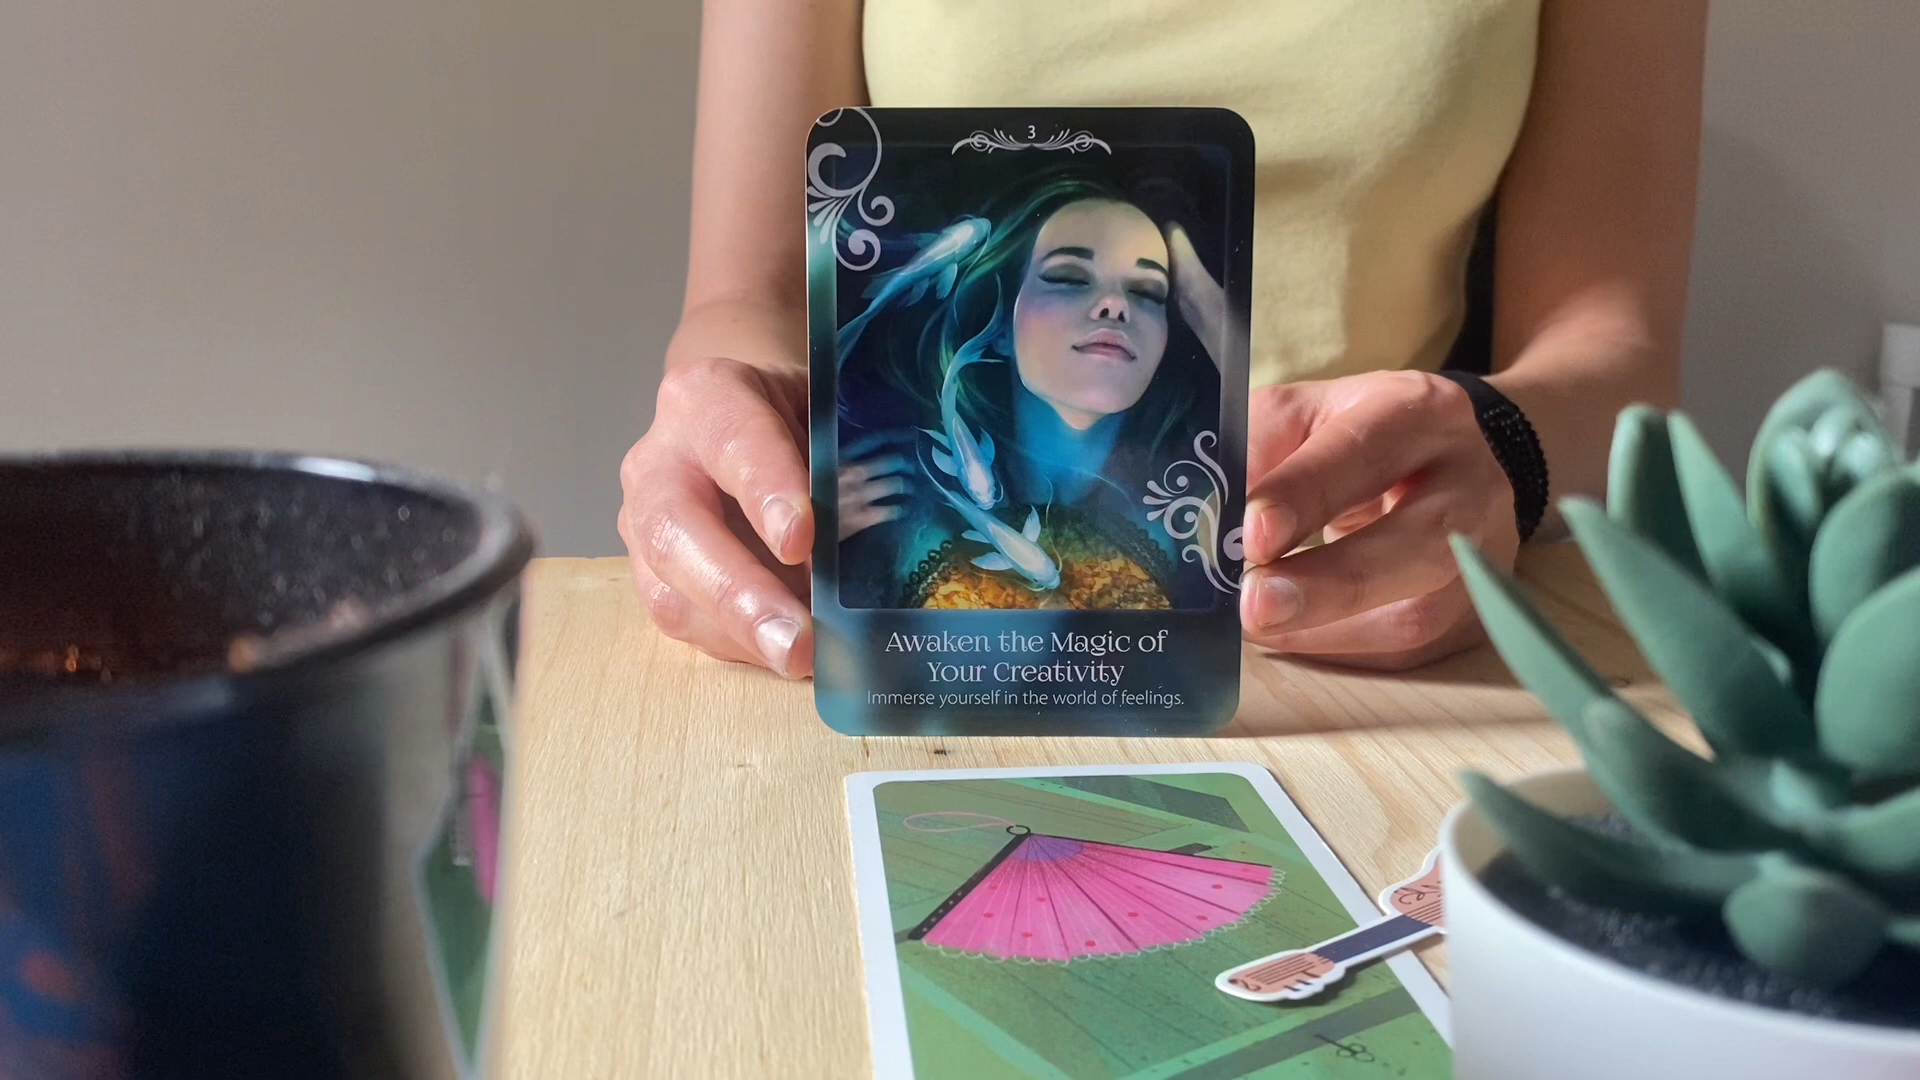 3
Awaken the Magic of
Your Creativity
Immerse yourself in the world of feelings.